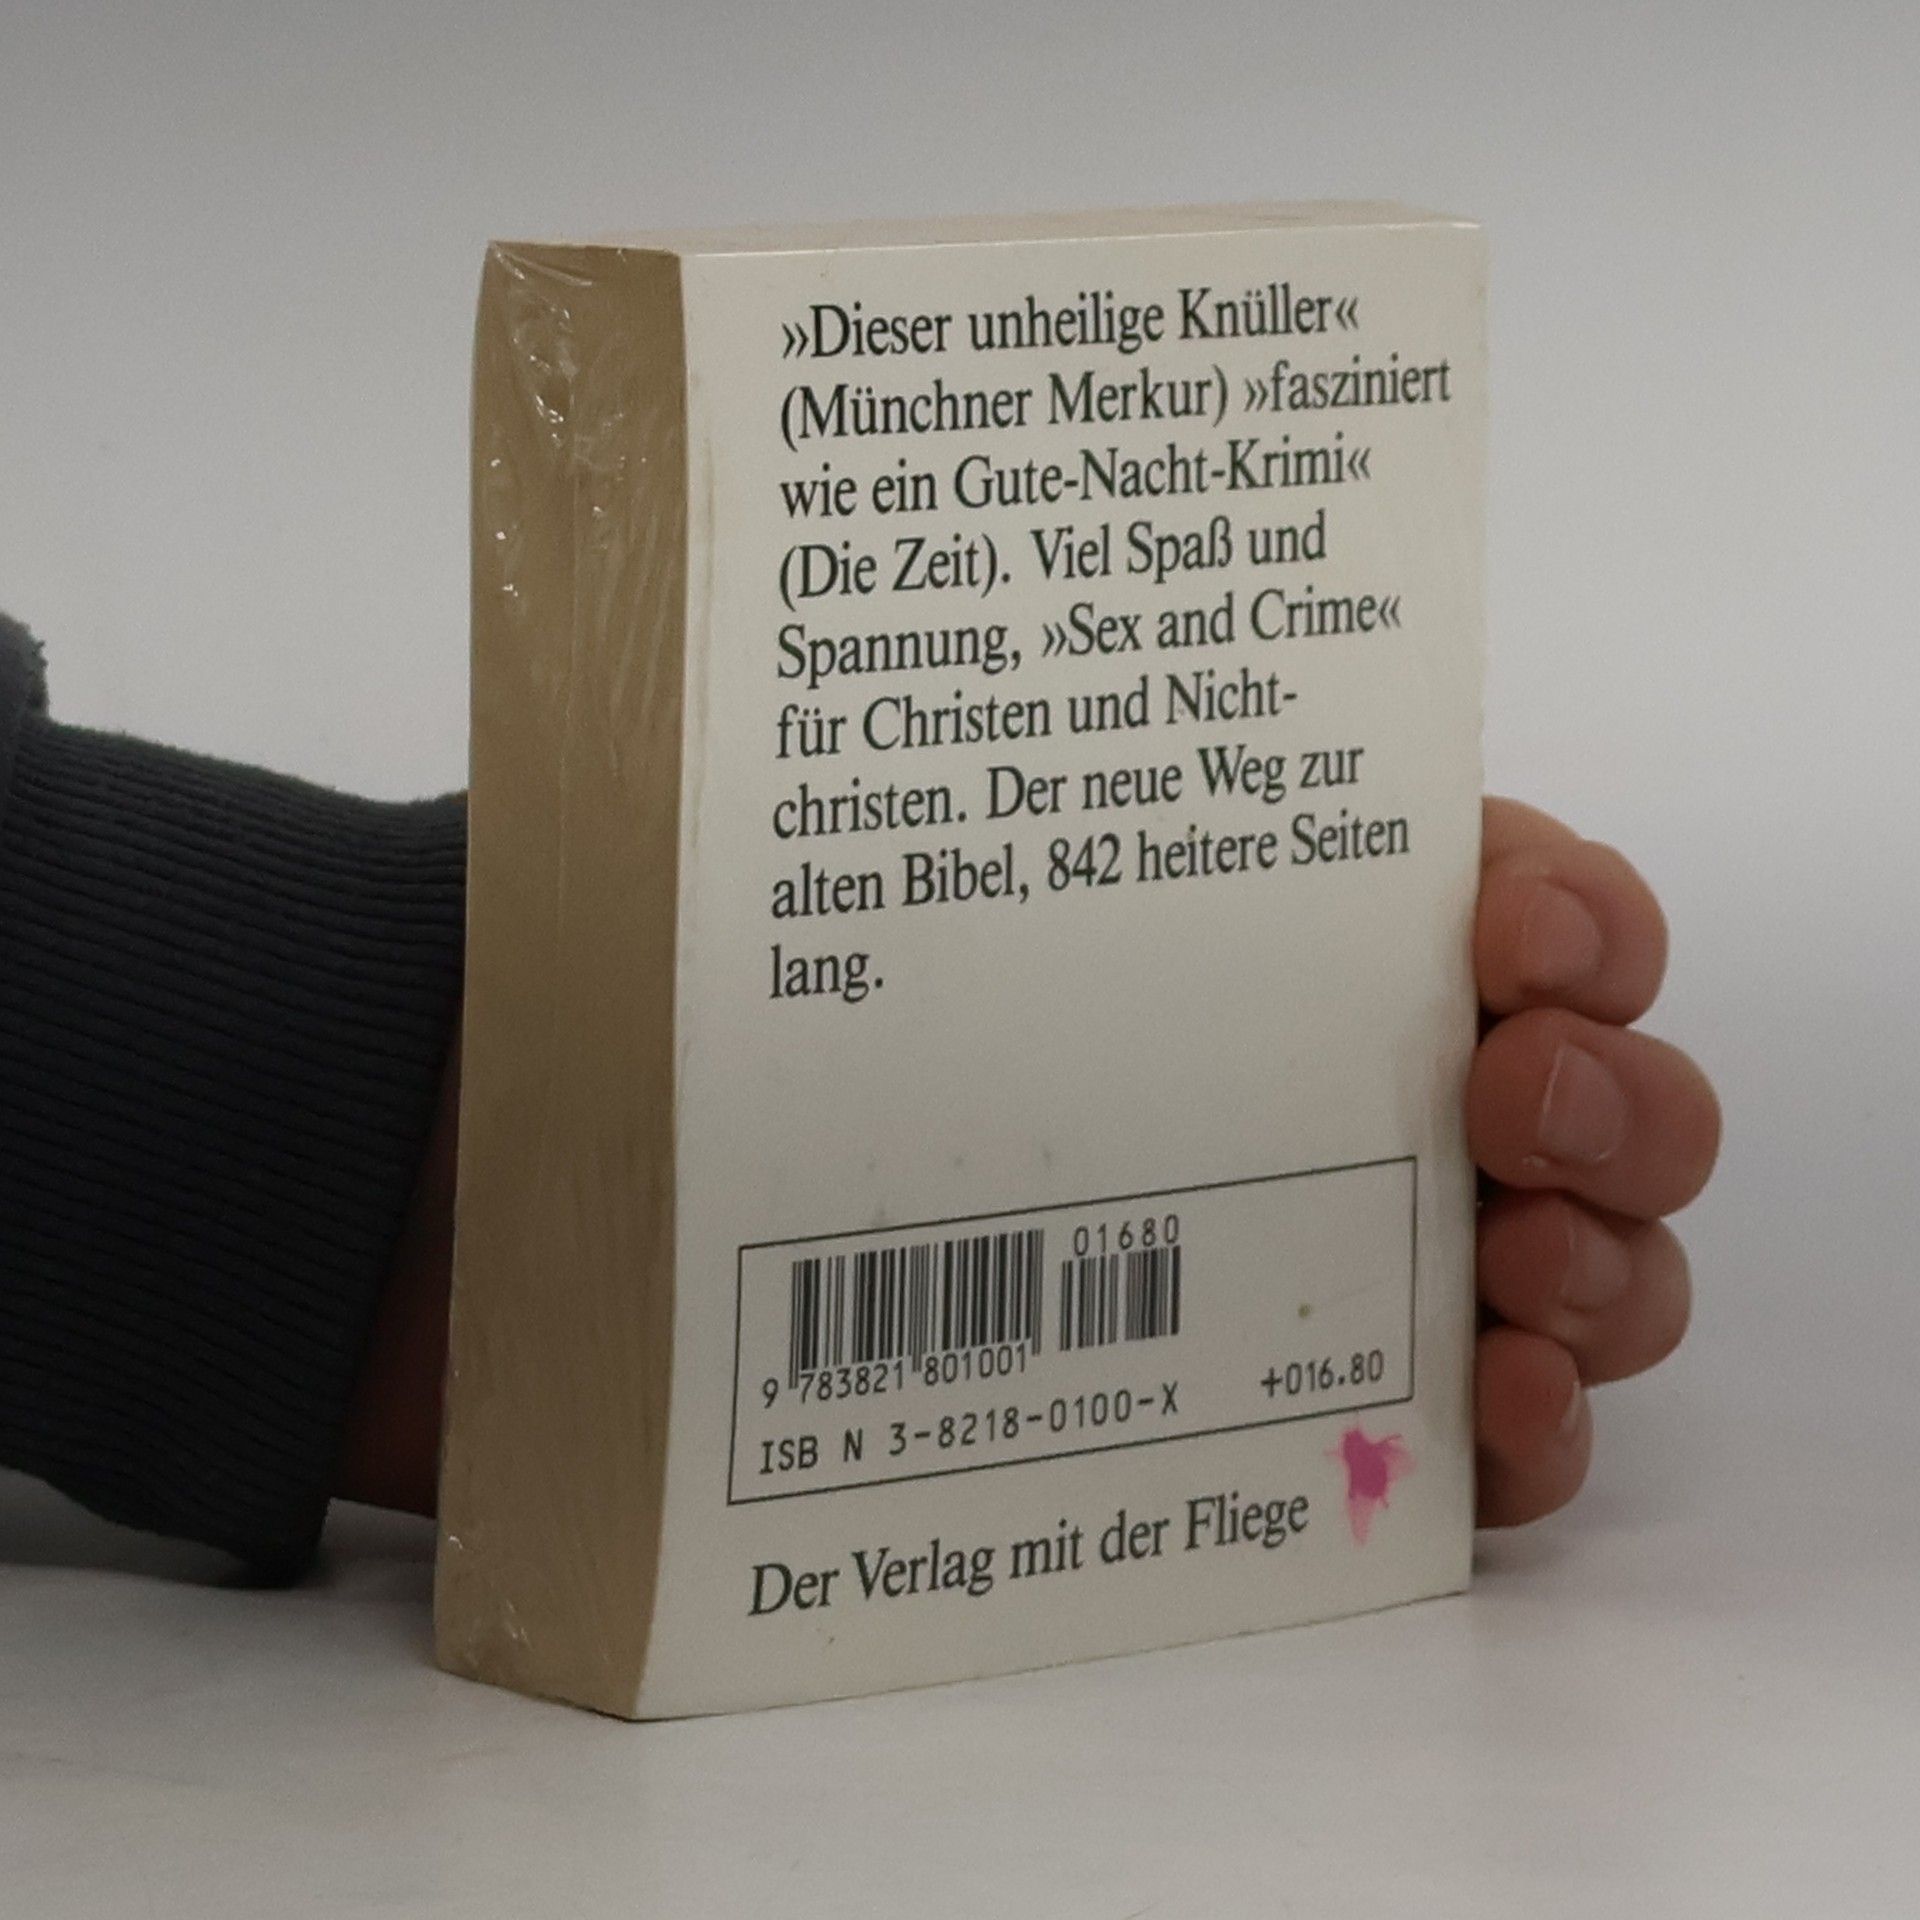 »Dieser unheilige Knüller«
(Münchner Merkur) »fasziniert
wie ein Gute-Nacht-Krimi«
(Die Zeit). Viel Spaß und
Spannung, »Sex and Crime«
für Christen und Nicht-
christen. Der neue Weg zur
alten Bibel, 842 heitere Seiten
lang.
01680
9 783821 801001
ISB N 3-8218-0100-X +016.80
Der Verlag mit der Fliege